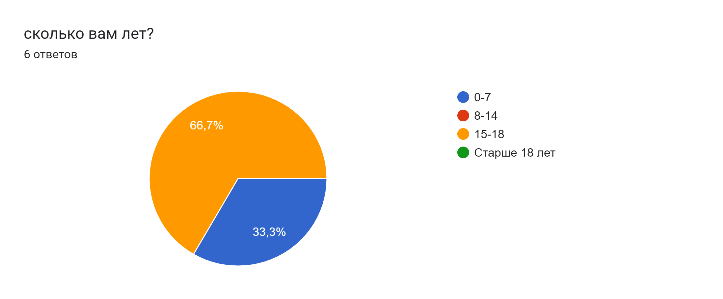 сколько вам лет?
6 ответов
0-7
8-14
15-18
Старше 18 лет
66,7%
33,3%